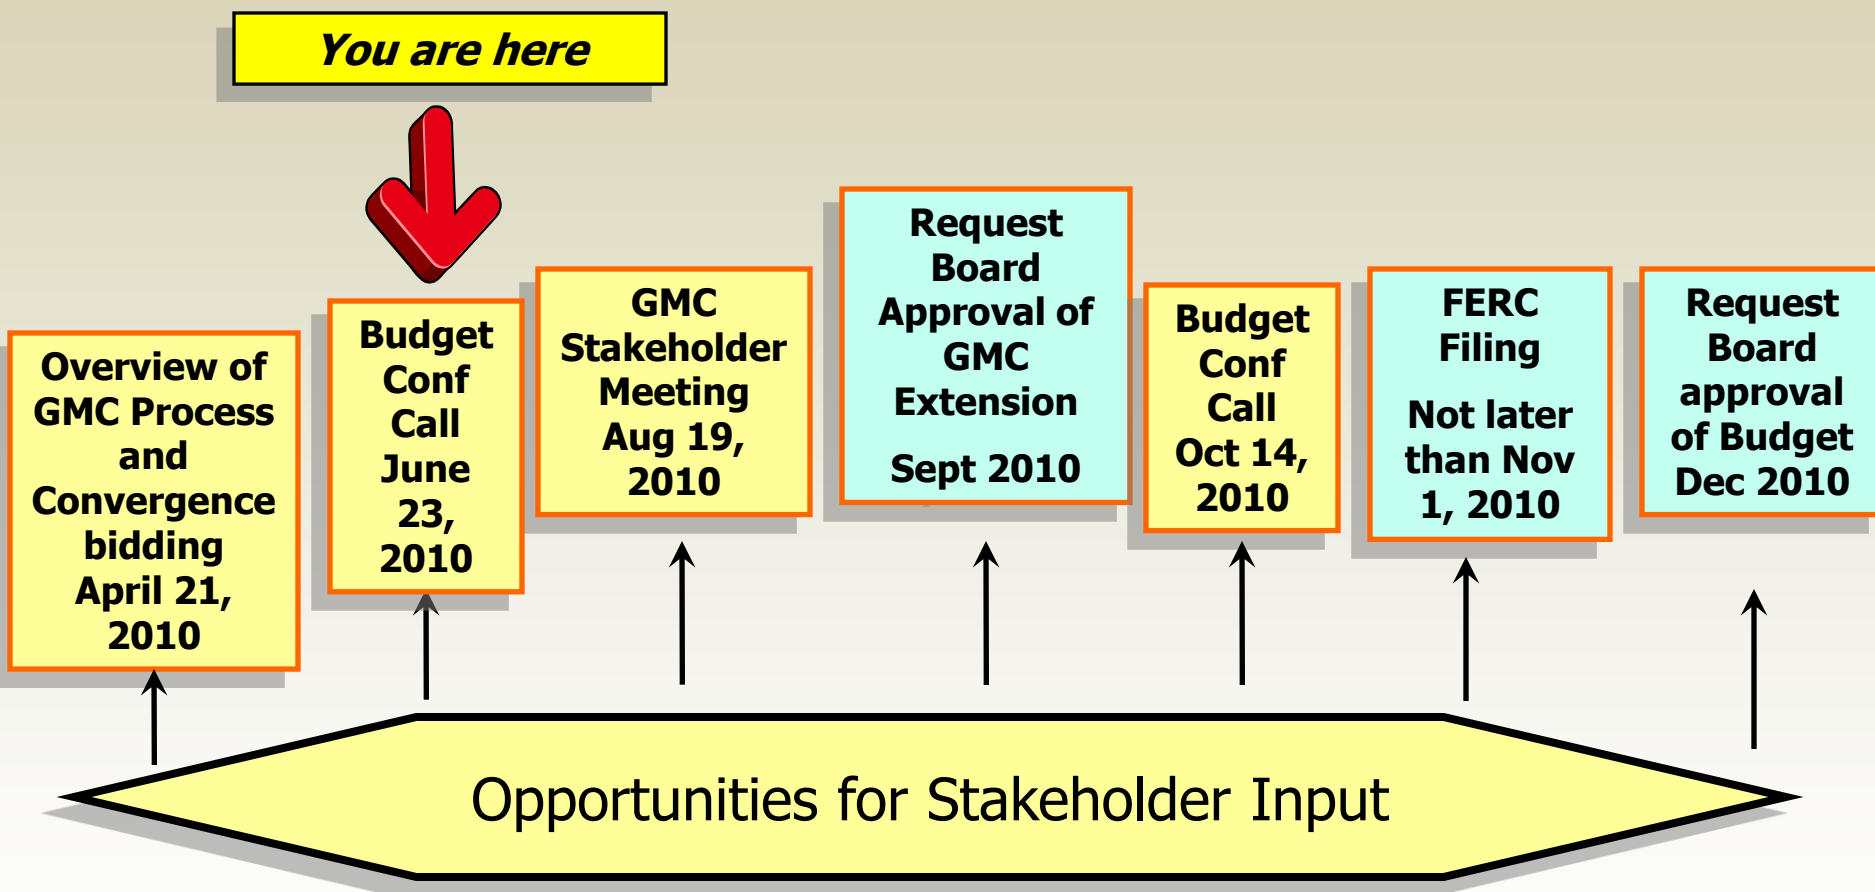 You are here
Overview of
GMC Process
and
Convergence
bidding
April 21,
2010
Budget
Conf
Call
June
23,
2010
GMC
Stakeholder
Meeting
Aug 19,
2010
Request
Board
Approval of
GMC
Extension
Sept 2010
Budget
Conf
Call
Oct 14,
2010
FERC
Filing
Not later
than Nov
1, 2010
Request
Board
approval
of Budget
Dec 2010
Opportunities for Stakeholder Input